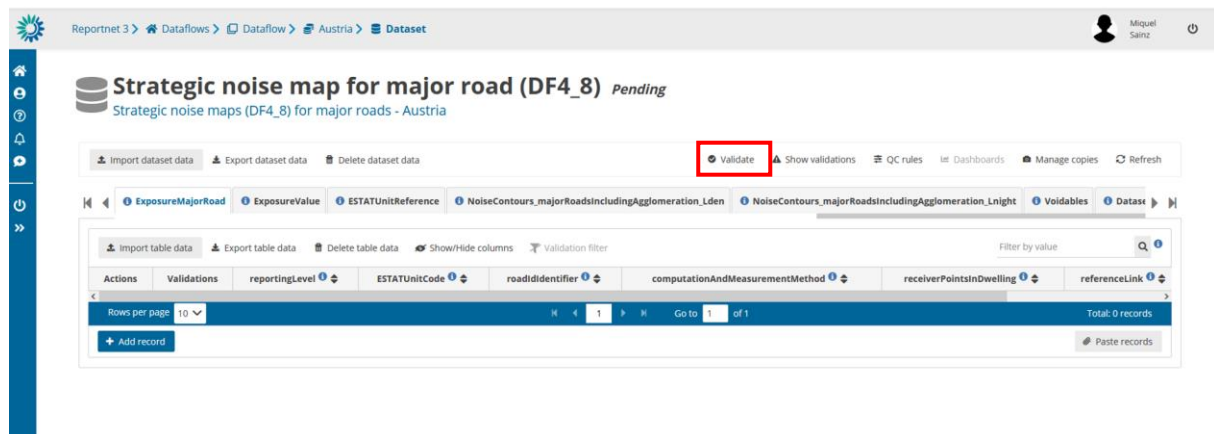 Reportnet 3 > Dataflows > Dataflow > Austria > Dataset
Miquel
Sainz
Strategic noise map for major road (DF4_8) Pending
Strategic noise maps (DF4_8) for major roads - Austria
Import dataset data Export dataset data Delete dataset data Validate Show validations QC rules Dashboards Manage copies Refresh
ExposureMajorRoad ExposureValue ESTATUnitReference NoiseContours_majorRoadsIncludingAgglomeration_Lden NoiseContours_majorRoadsIncludingAgglomeration_Lnight Voidables Datase
Import table data Export table data Delete table data Show/Hide columns Validation filter Filter by value
Actions Validations reportingLevel ESTATUnitCode roadIdIdentifier computationAndMeasurementMethod receiverPointsInDwelling referenceLink
Rows per page 10 1 Go to 1 of 1 Total: 0 records
+ Add record Paste records